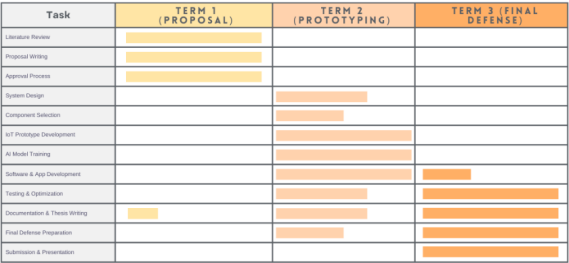 Task
TERM 1
(PROPOSAL)
TERM 2
(PROTOTYPING)
TERM 3 (FINAL
DEFENSE)
Literature Review
Proposal Writing
Approval Process
System Design
Component Selection
IoT Prototype Development
AI Model Training
Software & App Development
Testing & Optimization
Documentation & Thesis Writing
Final Defense Preparation
Submission & Presentation